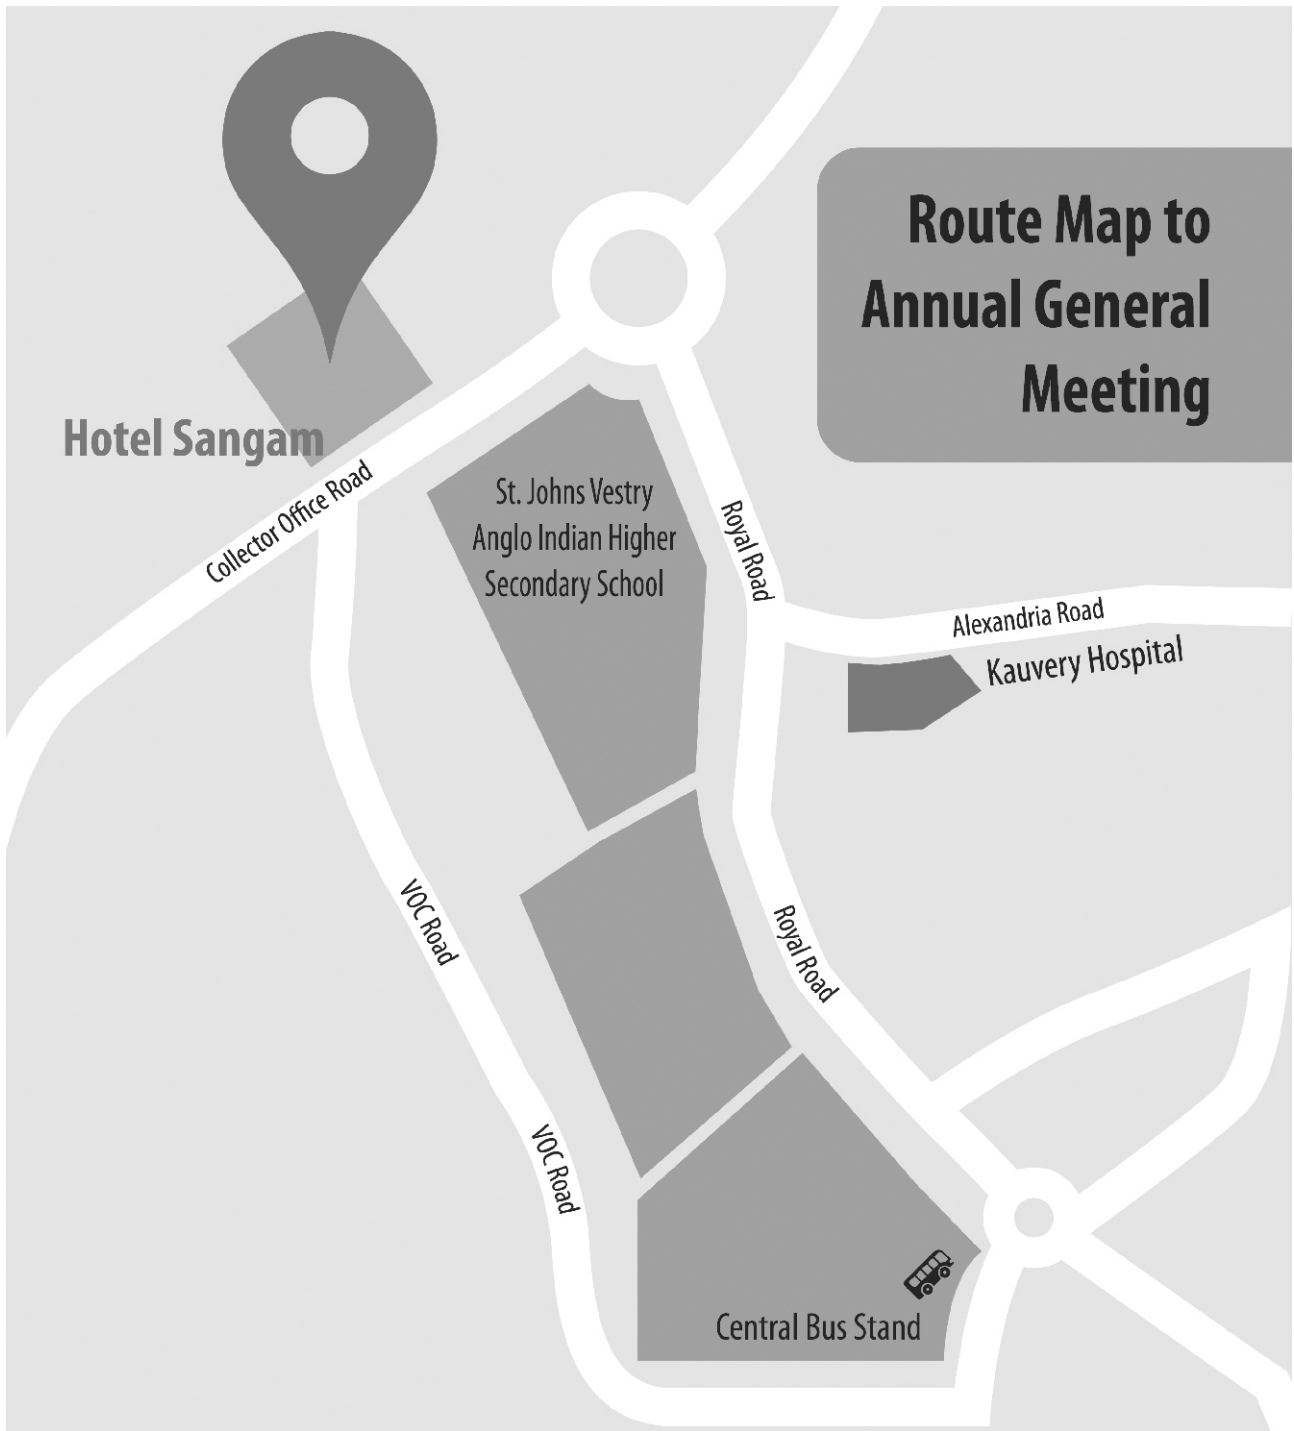 Route Map to
Annual General
Meeting
Hotel Sangam
Collector Office Road
St. Johns Vestry
Anglo Indian Higher
Secondary School
Royal Road
Alexandria Road
Kauvery Hospital
VOC Road
Royal Road
VOC Road
Central Bus Stand